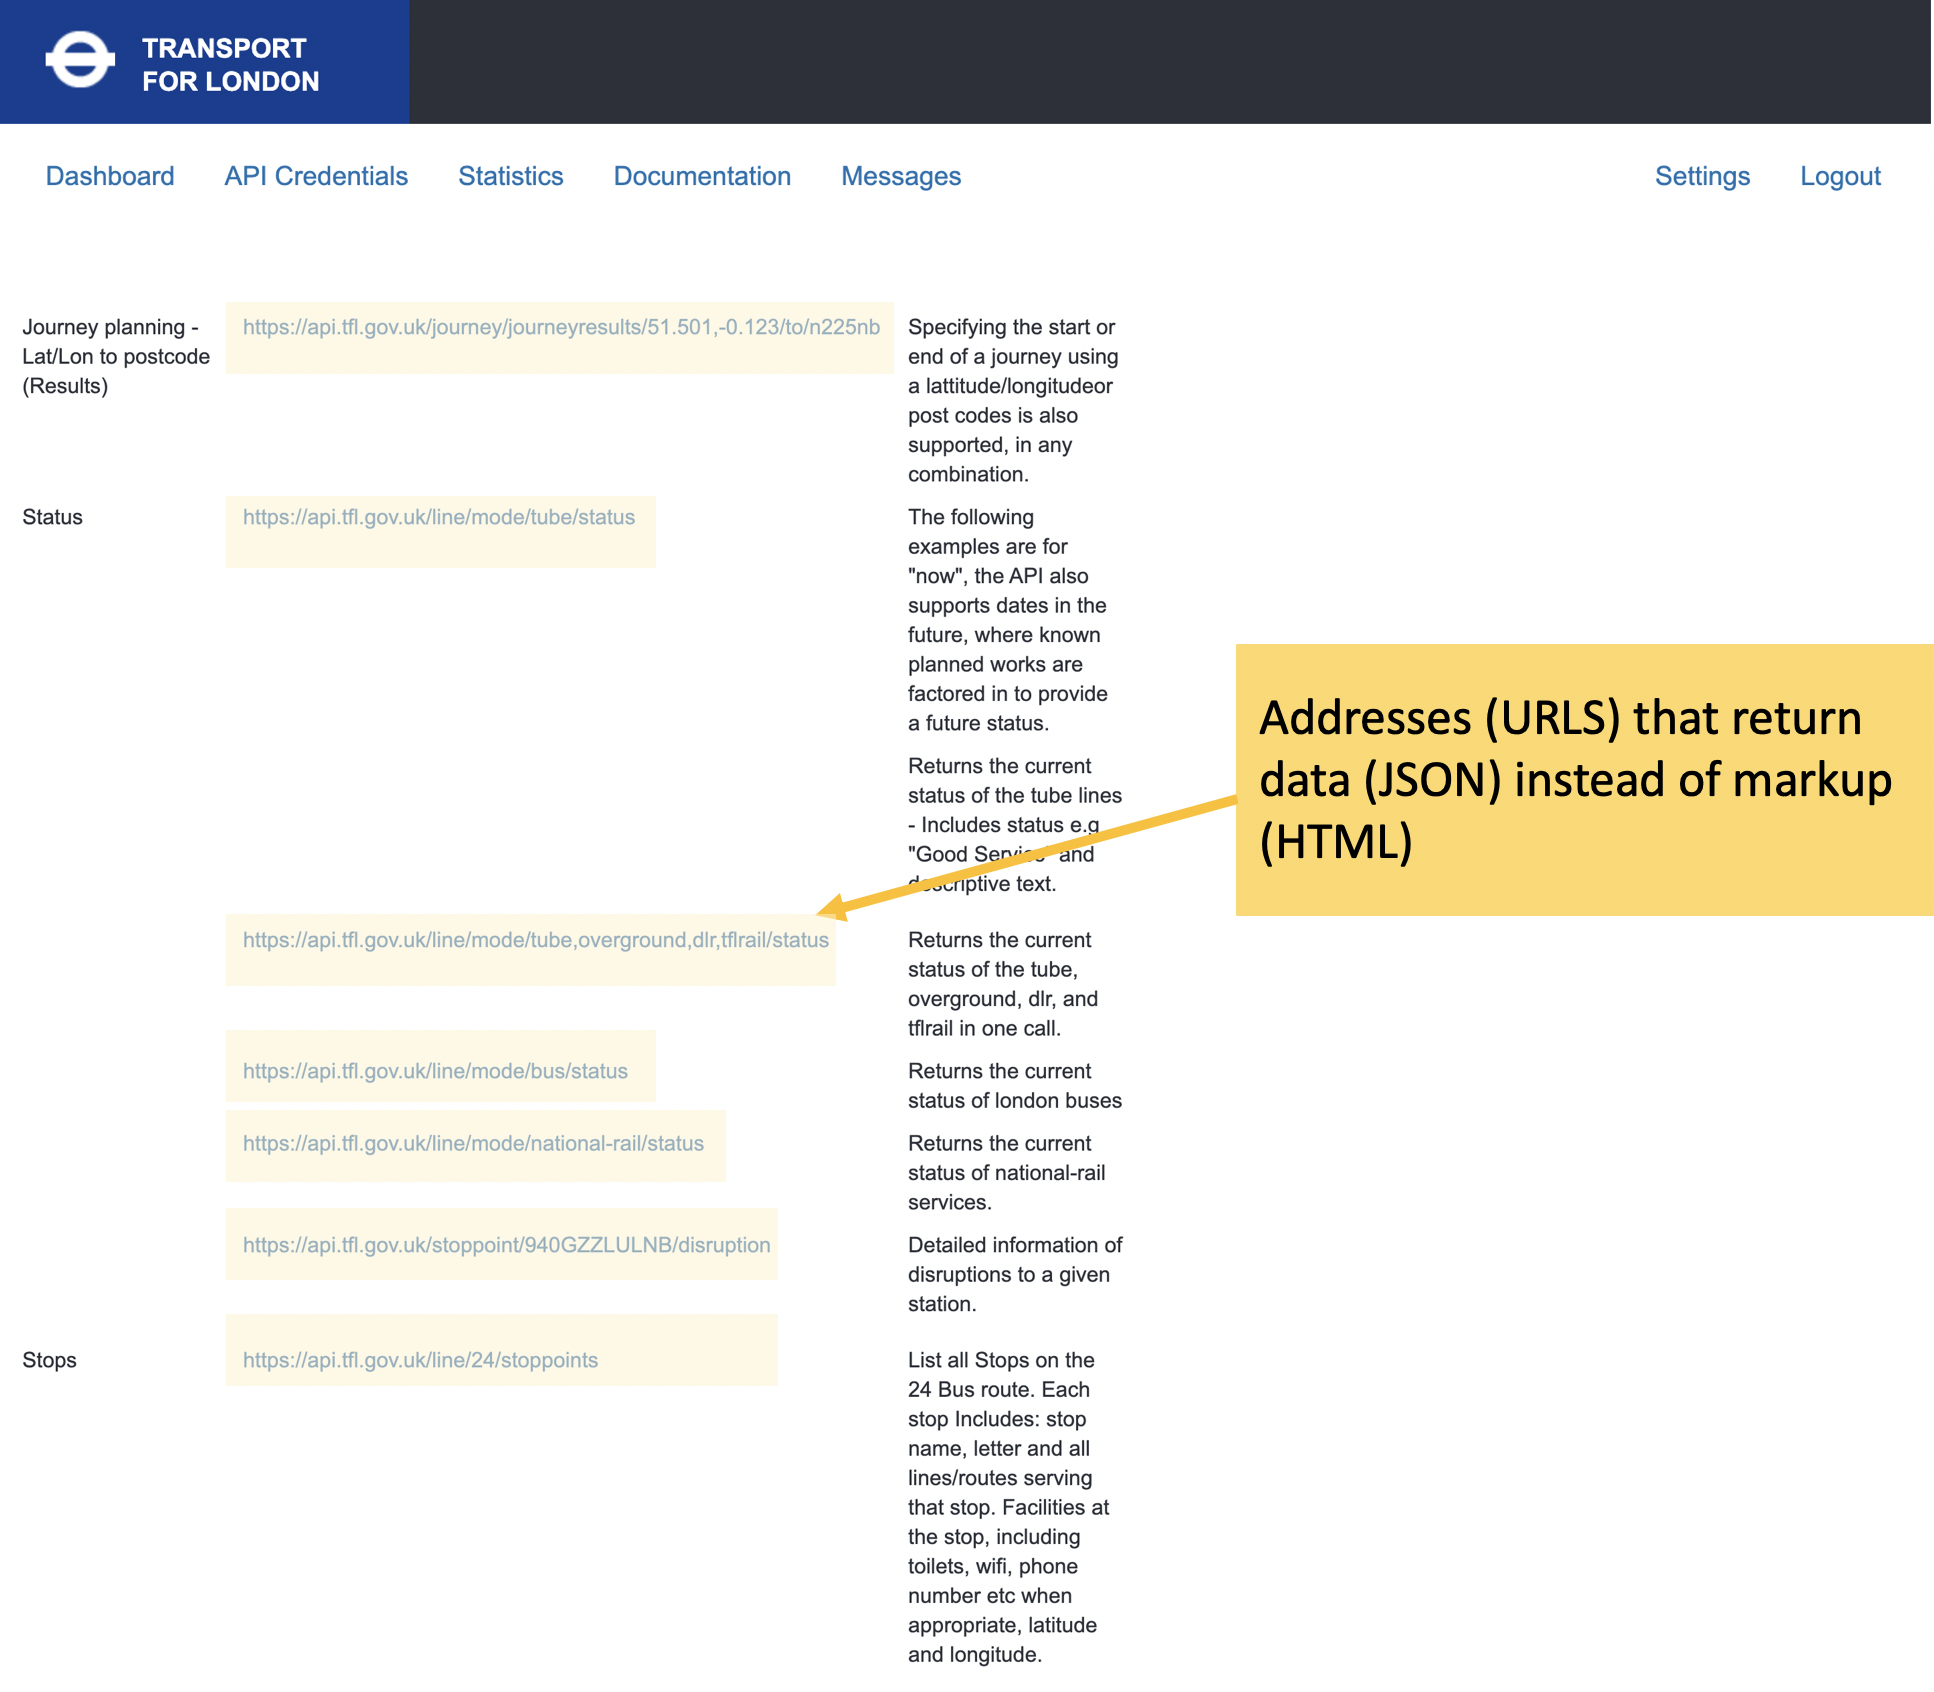 TRANSPORT
FOR LONDON
Dashboard API Credentials Statistics Documentation Messages Settings Logout
Journey planning -
Lat/Lon to postcode
(Results)
https://api.tfl.gov.uk/journey/journeyresults/51.501,-0.123/to/n225nb
Specifying the start or
end of a journey using
a lattitude/longitudeor
post codes is also
supported, in any
combination.
Status
https://api.tfl.gov.uk/line/mode/tube/status
The following
examples are for
"now", the API also
supports dates in the
future, where known
planned works are
factored in to provide
a future status.
Returns the current
status of the tube lines
- Includes status e.g
"Good Service" and
descriptive text.
Addresses (URLS) that return
data (JSON) instead of markup
(HTML)
https://api.tfl.gov.uk/line/mode/tube,overground,dlr,tflrail/status
Returns the current
status of the tube,
overground, dlr, and
tflrail in one call.
https://api.tfl.gov.uk/line/mode/bus/status
Returns the current
status of london buses
https://api.tfl.gov.uk/line/mode/national-rail/status
Returns the current
status of national-rail
services.
https://api.tfl.gov.uk/stoppoint/940GZZLULNB/disruption
Detailed information of
disruptions to a given
station.
Stops
https://api.tfl.gov.uk/line/24/stoppoints
List all Stops on the
24 Bus route. Each
stop Includes: stop
name, letter and all
lines/routes serving
that stop. Facilities at
the stop, including
toilets, wifi, phone
number etc when
appropriate, latitude
and longitude.